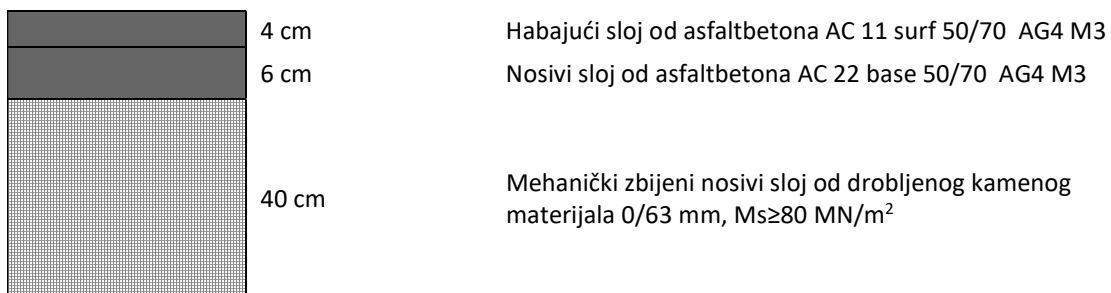 4 cm Habajući sloj od asfaltbetona AC 11 surf 50/70 AG4 M3
6 cm Nosivi sloj od asfaltbetona AC 22 base 50/70 AG4 M3
40 cm Mehanički zbijeni nosivi sloj od drobljenog kamenog
materijala 0/63 mm, Ms≥80 MN/m²